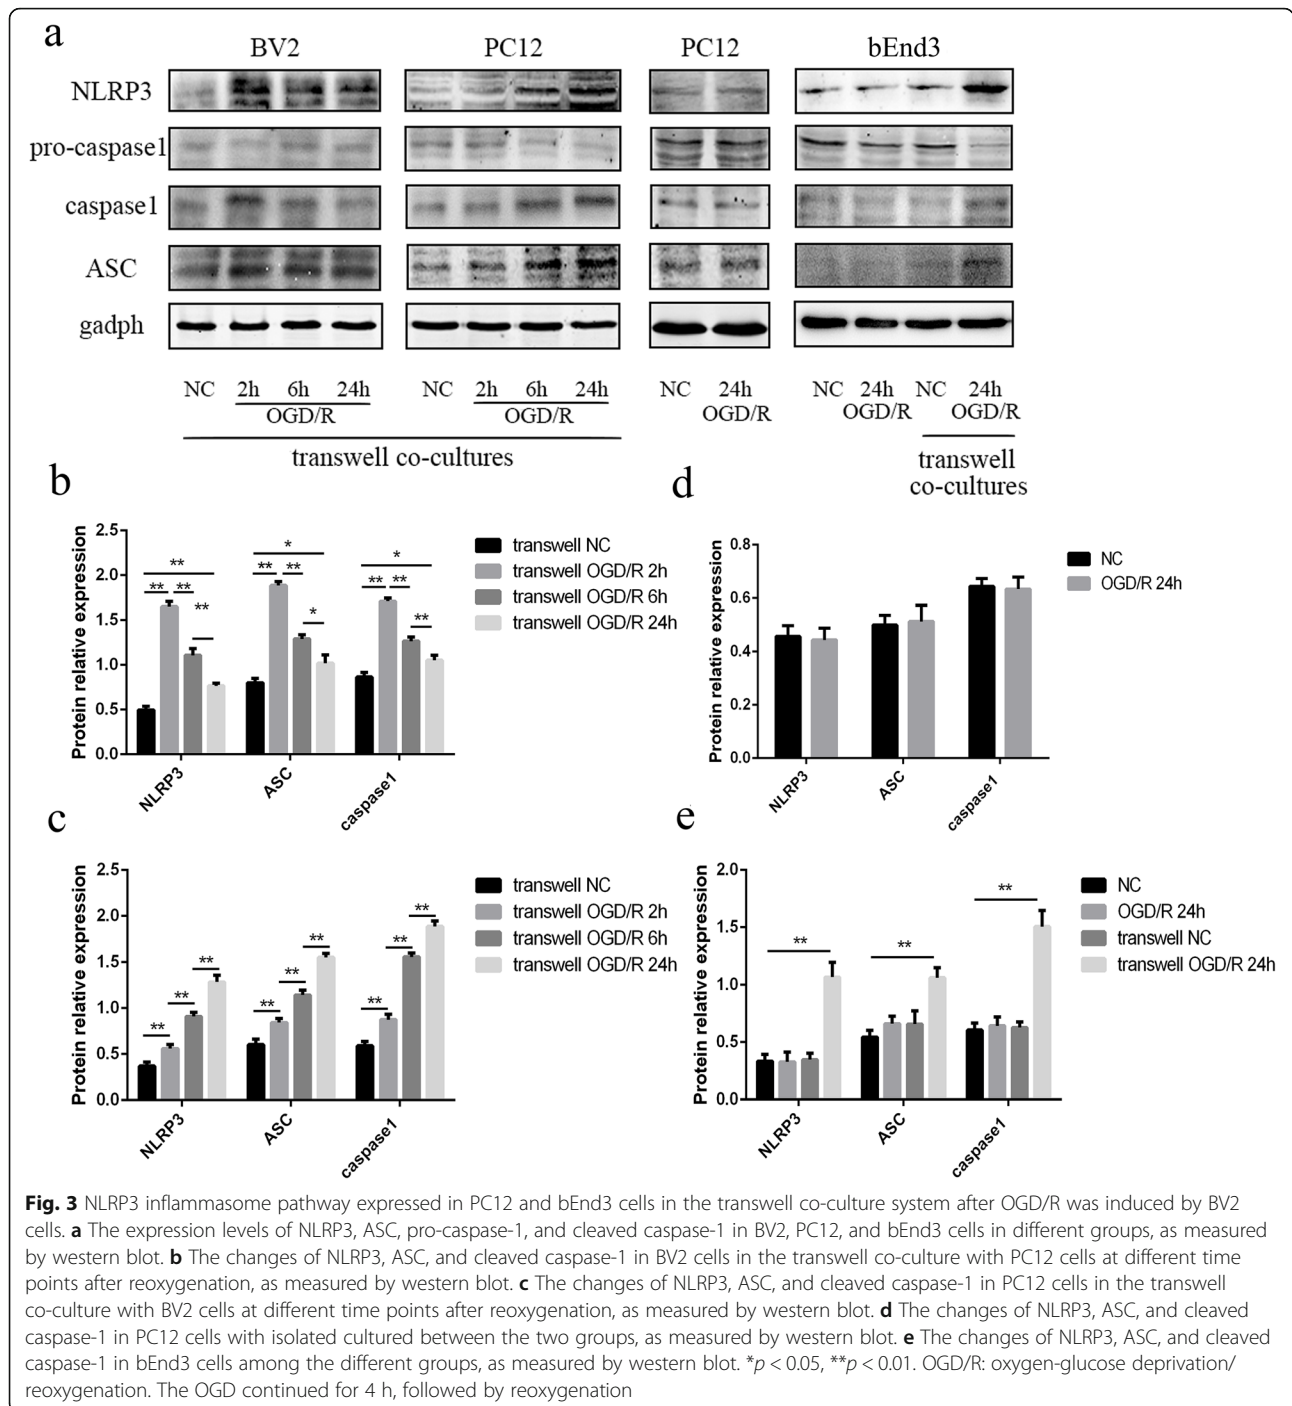 a
BV2 PC12 PC12 bEnd3
NLRP3
pro-caspase1
caspase1
ASC
gadph
NC 2h 6h 24h NC 2h 6h 24h NC 24h NC 24h NC 24h
OGD/R OGD/R OGD/R OGD/R OGD/R
transwell co-cultures
transwell
co-cultures
b
Protein relative expression
2.5
2.0
1.5
1.0
0.5
0.0
** ** ** **
* ** ** *
* ** ** **
NLRP3 ASC caspase1
transwell NC
transwell OGD/R 2h
transwell OGD/R 6h
transwell OGD/R 24h
d
Protein relative expression
0.8
0.6
0.4
0.2
0.0
NLRP3 ASC caspase1
NC
OGD/R 24h
c
Protein relative expression
2.5
2.0
1.5
1.0
0.5
0.0
** ** **
** ** **
** ** **
NLRP3 ASC caspase1
transwell NC
transwell OGD/R 2h
transwell OGD/R 6h
transwell OGD/R 24h
e
Protein relative expression
2.0
1.5
1.0
0.5
0.0
** ** **
NLRP3 ASC caspase1
NC
OGD/R 24h
transwell NC
transwell OGD/R 24h
Fig. 3 NLRP3 inflammasome pathway expressed in PC12 and bEnd3 cells in the transwell co-culture system after OGD/R was induced by BV2
cells. a The expression levels of NLRP3, ASC, pro-caspase-1, and cleaved caspase-1 in BV2, PC12, and bEnd3 cells in different groups, as measured
by western blot. b The changes of NLRP3, ASC, and cleaved caspase-1 in BV2 cells in the transwell co-culture with PC12 cells at different time
points after reoxygenation, as measured by western blot. c The changes of NLRP3, ASC, and cleaved caspase-1 in PC12 cells in the transwell
co-culture with BV2 cells at different time points after reoxygenation, as measured by western blot. d The changes of NLRP3, ASC, and cleaved
caspase-1 in PC12 cells with isolated cultured between the two groups, as measured by western blot. e The changes of NLRP3, ASC, and cleaved
caspase-1 in bEnd3 cells among the different groups, as measured by western blot. *p < 0.05, **p < 0.01. OGD/R: oxygen-glucose deprivation/
reoxygenation. The OGD continued for 4 h, followed by reoxygenation